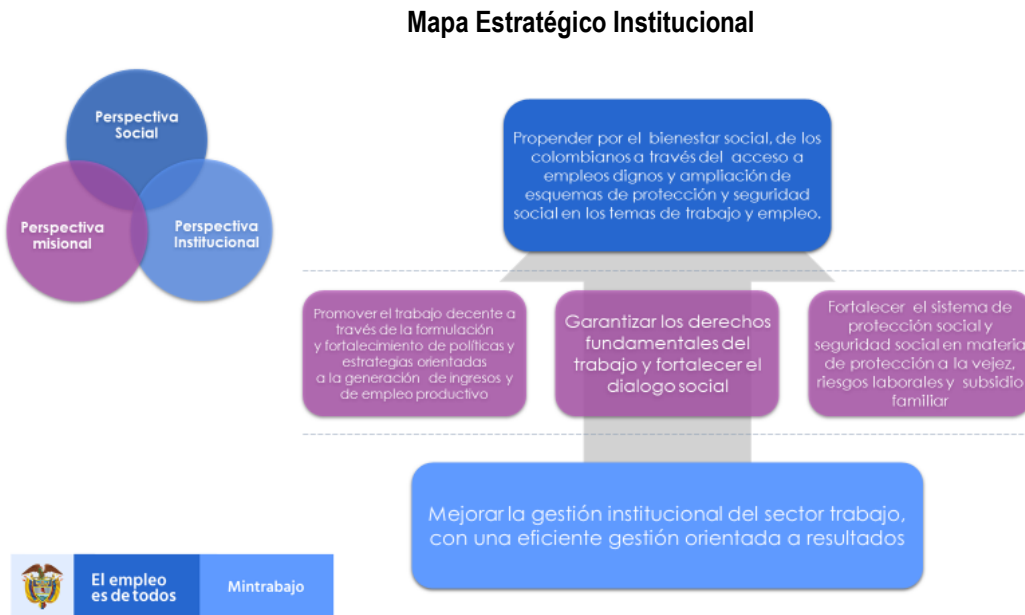 Mapa Estratégico Institucional
Perspectiva
Social
Perspectiva
misional
Perspectiva
Institucional
Propender por el bienestar social, de los
colombianos a través del acceso a
empleos dignos y ampliación de
esquemas de protección y seguridad
social en los temas de trabajo y empleo.
Promover el trabajo decente a
través de la formulación
y fortalecimiento de políticas y
estrategias orientadas
a la generación de ingresos y
de empleo productivo
Garantizar los derechos
fundamentales del
trabajo y fortalecer el
dialogo social
Fortalecer el sistema de
protección social y
seguridad social en materia
de protección a la vejez,
riesgos laborales y subsidio
familiar
Mejorar la gestión institucional del sector trabajo,
con una eficiente gestión orientada a resultados
El empleo
es de todos
Mintrabajo